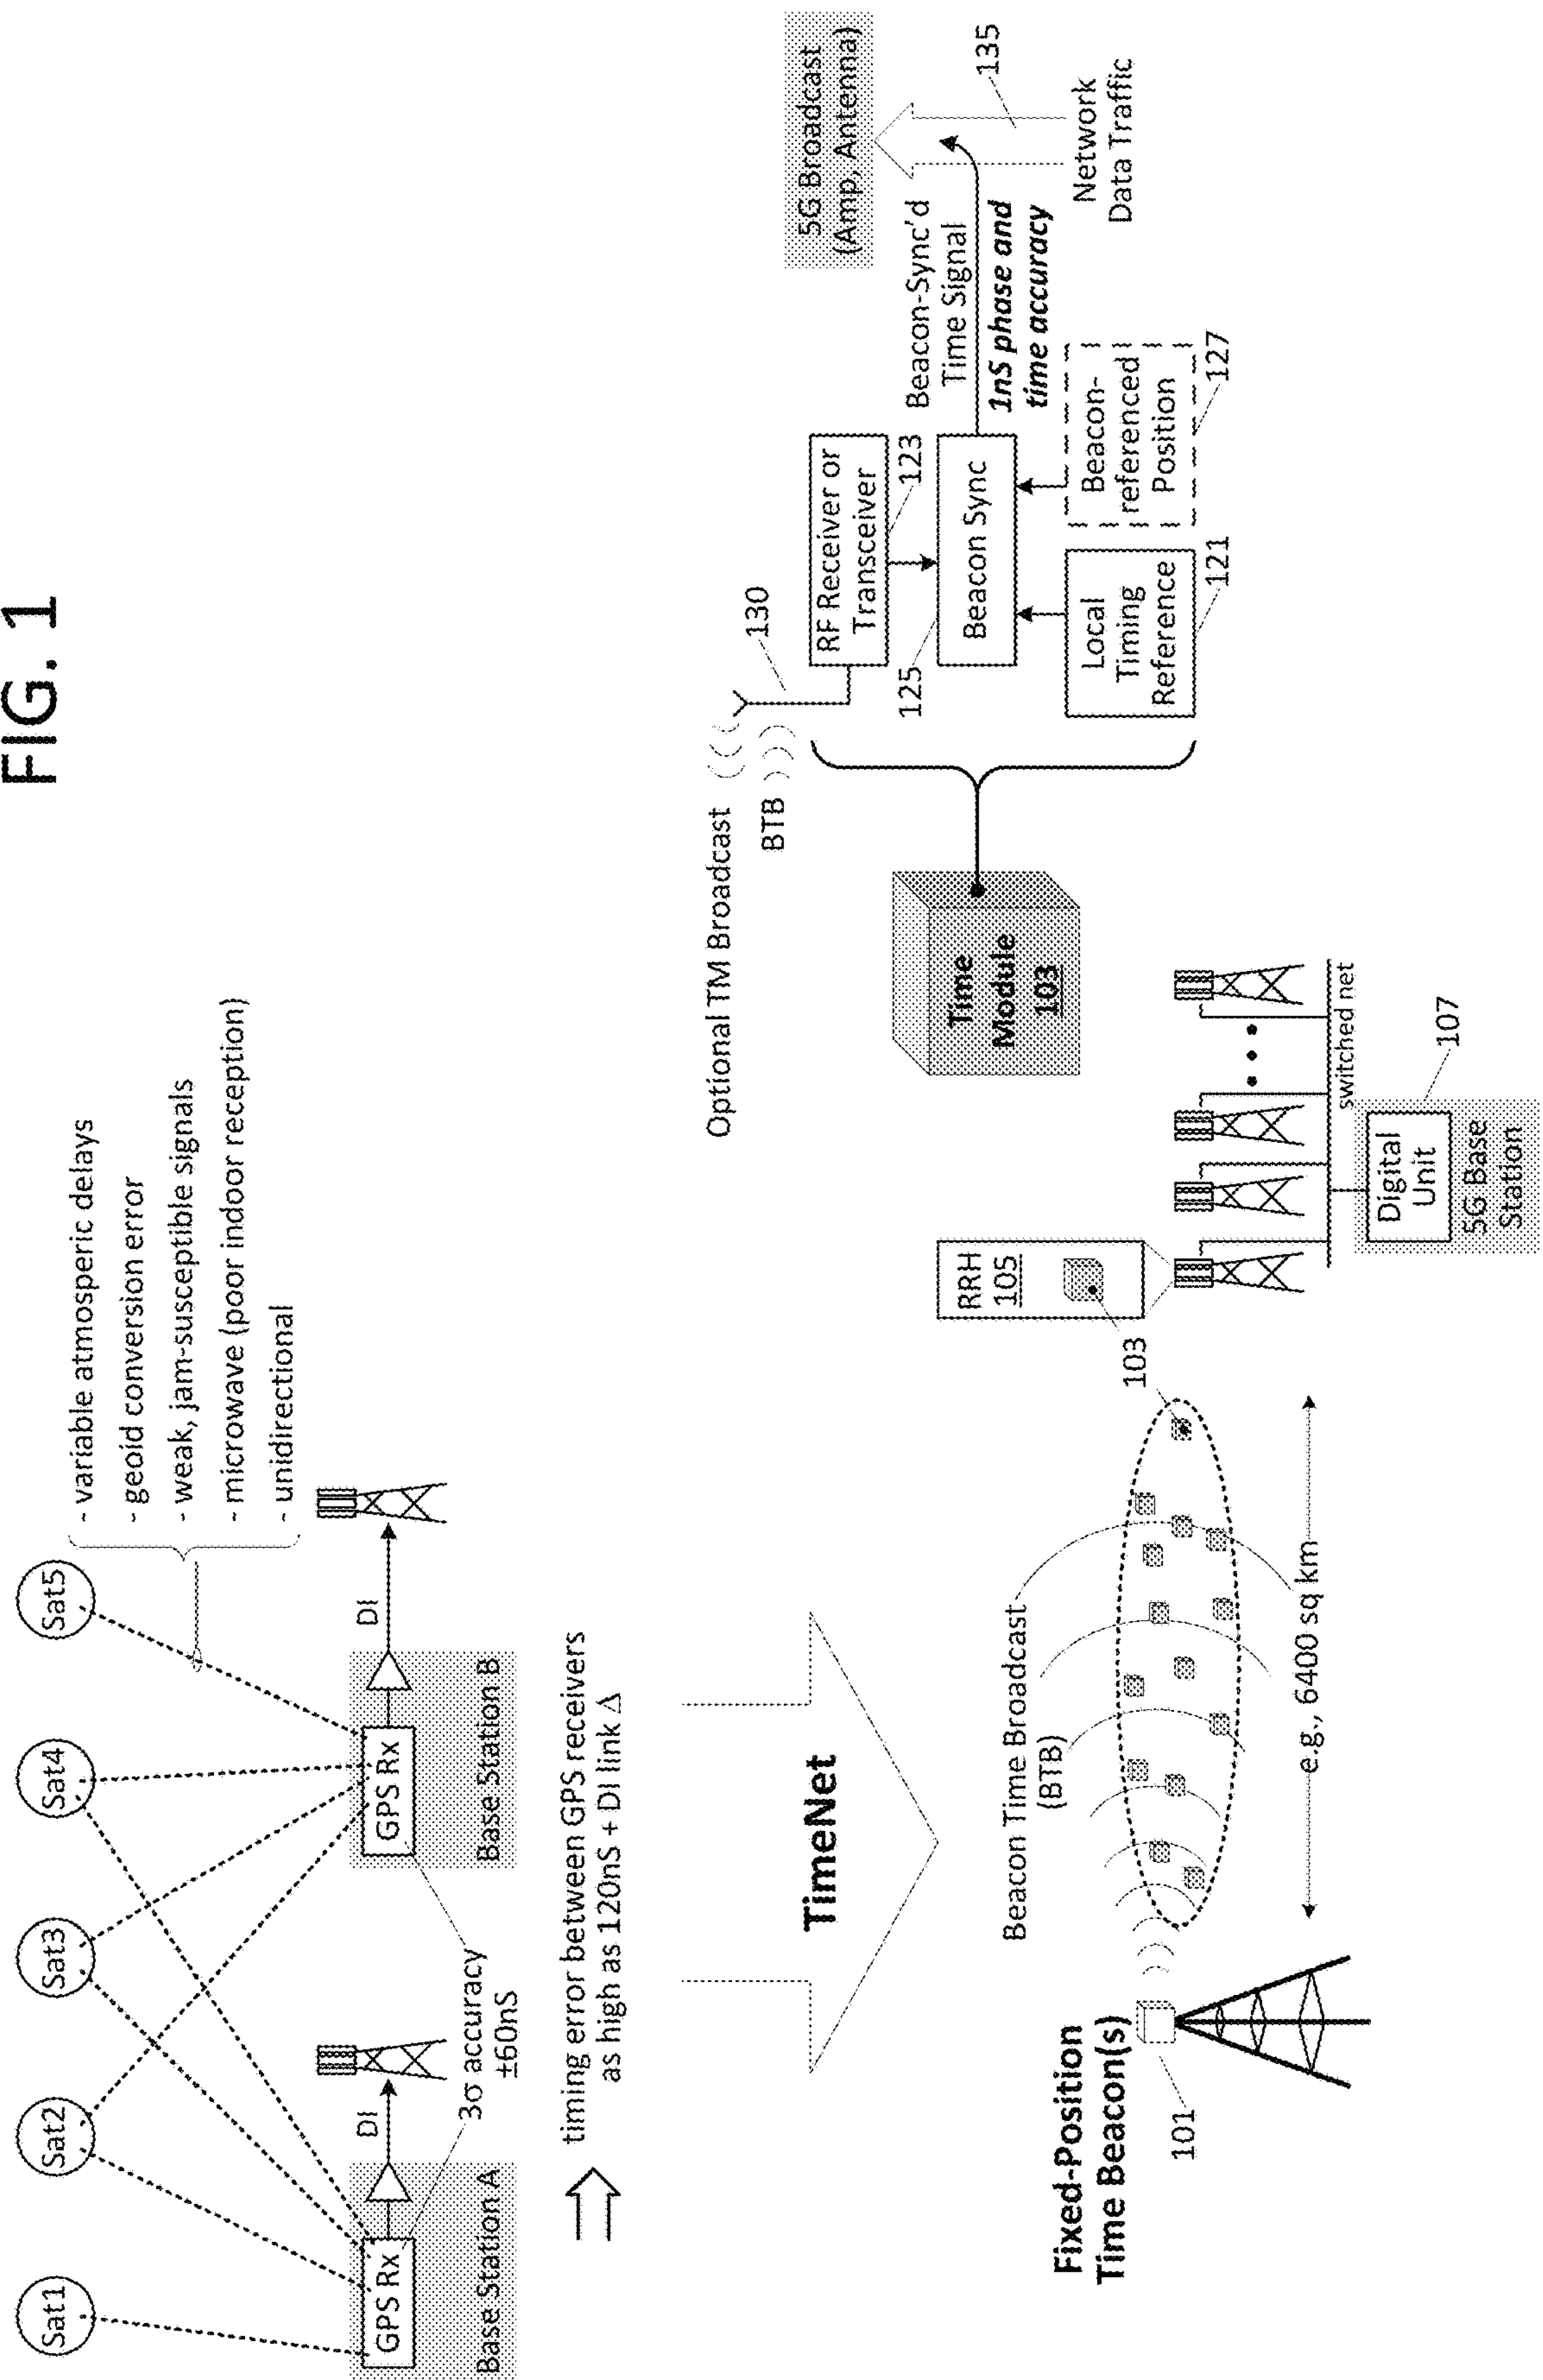 FIG. 1
Sat1
Sat2
Sat3
Sat4
Sat5
- variable atmosperic delays
- geoid conversion error
- weak, jam-susceptible signals
- microwave (poor indoor reception)
- unidirectional
GPS Rx
DI
Base Station A
3σ accuracy
±60nS
GPS Rx
DI
Base Station B
timing error between GPS receivers
as high as 120nS + DI link Δ
TimeNet
Fixed-Position
Time Beacon(s)
101
Beacon Time Broadcast
(BTB)
e.g., 6400 sq km
103
RRH
105
switched net
Digital
Unit
5G Base
Station
107
Time
Module
103
Optional TM Broadcast
BTB
130
RF Receiver or
Transceiver
123
125
Beacon Sync
Local
Timing
Reference
121
Beacon-
referenced
Position
127
Beacon-Sync'd
Time Signal
1nS phase and
time accuracy
5G Broadcast
(Amp, Antenna)
135
Network
Data Traffic